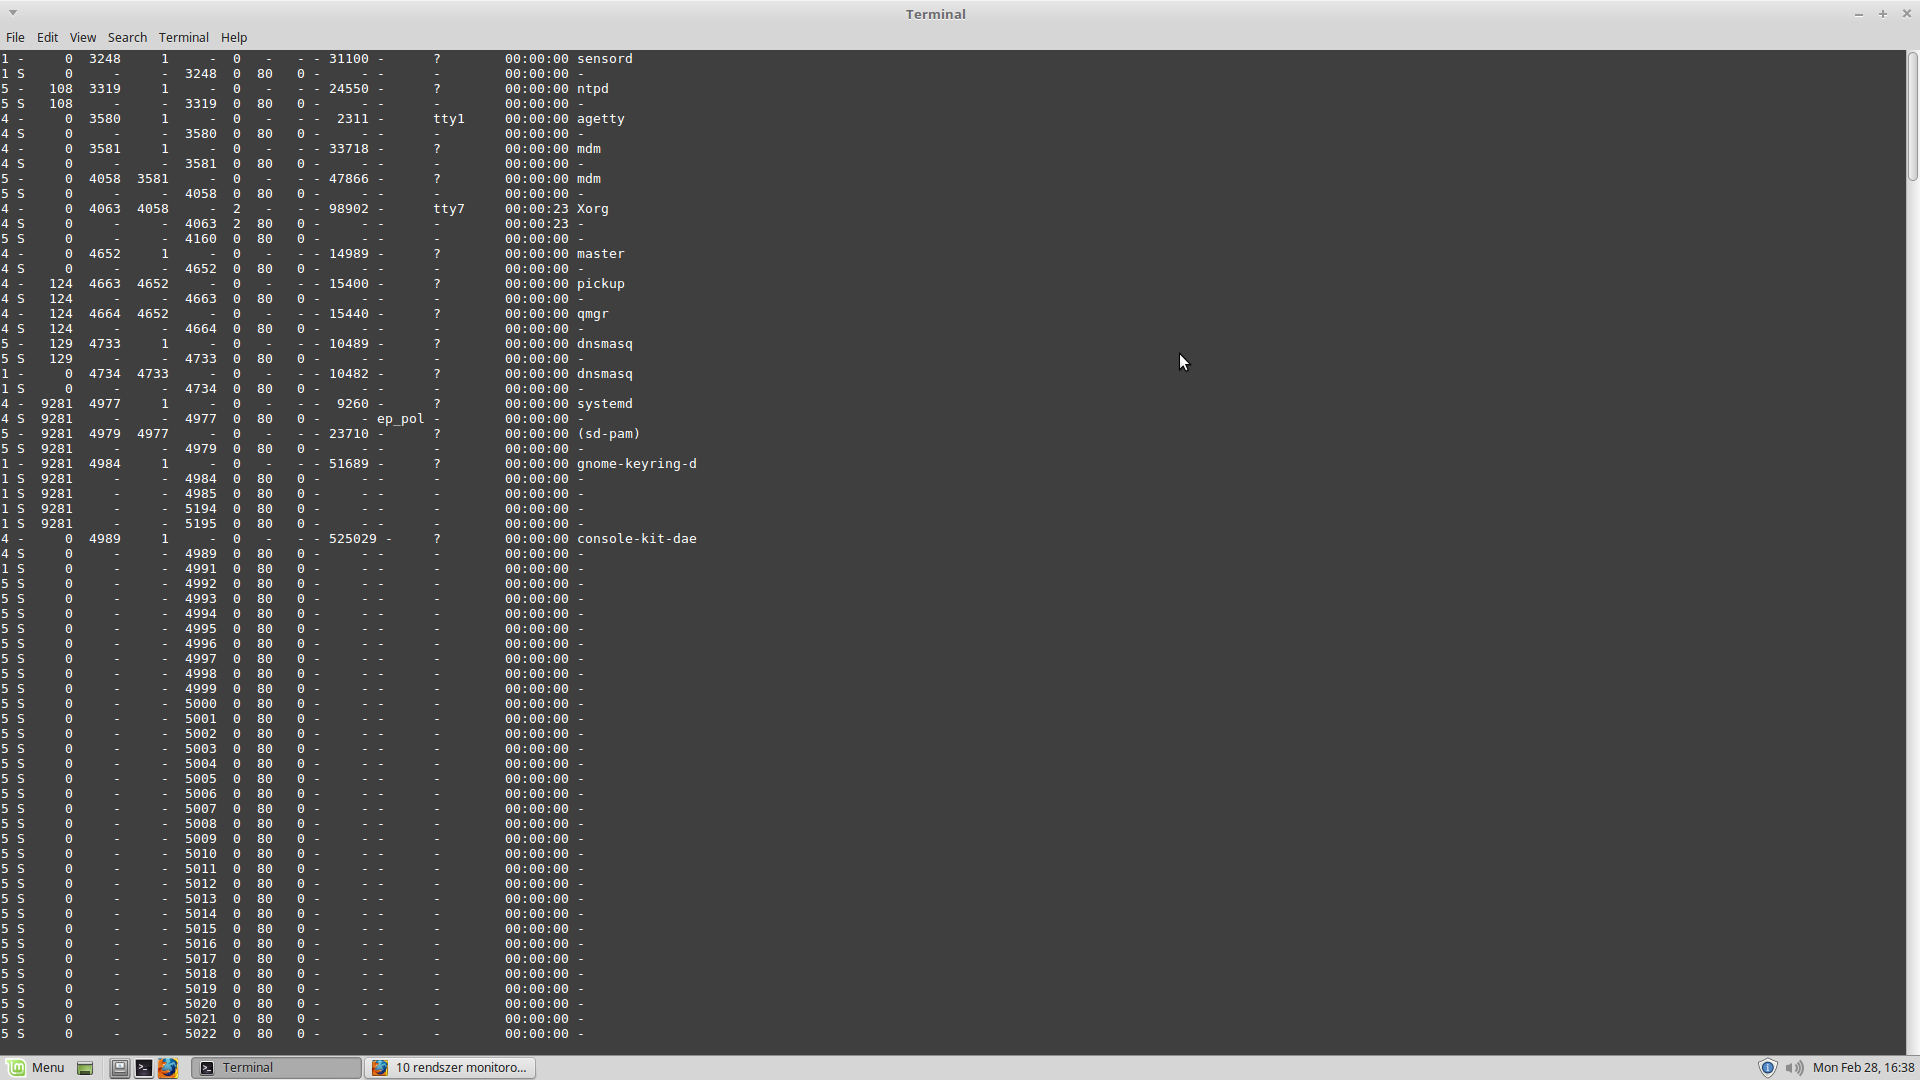 Terminal
File Edit View Search Terminal Help
1 - 0 3248 1 - 0 - - - 31100 - ? 00:00:00 sensord
1 S 0 - - 3248 0 80 0 - - - - 00:00:00 -
5 - 108 3319 1 - 0 - - - 24550 - ? 00:00:00 ntpd
5 S 108 - - 3319 0 80 0 - - - - 00:00:00 -
4 - 0 3580 1 - 0 - - - 2311 - tty1 00:00:00 agetty
4 S 0 - - 3580 0 80 0 - - - - 00:00:00 -
4 - 0 3581 1 - 0 - - - 33718 - ? 00:00:00 mdm
4 S 0 - - 3581 0 80 0 - - - - 00:00:00 -
5 - 0 4058 3581 - 0 - - - 47866 - ? 00:00:00 mdm
5 S 0 - - 4058 0 80 0 - - - - 00:00:00 -
4 - 0 4063 4058 - 2 - - - 98902 - tty7 00:00:23 Xorg
4 S 0 - - 4063 2 80 0 - - - - 00:00:23 -
5 S 0 - - 4160 0 80 0 - - - - 00:00:00 -
4 - 0 4652 1 - 0 - - - 14989 - ? 00:00:00 master
4 S 0 - - 4652 0 80 0 - - - - 00:00:00 -
4 - 124 4663 4652 - 0 - - - 15400 - ? 00:00:00 pickup
4 S 124 - - 4663 0 80 0 - - - - 00:00:00 -
4 - 124 4664 4652 - 0 - - - 15440 - ? 00:00:00 qmgr
4 S 124 - - 4664 0 80 0 - - - - 00:00:00 -
5 - 129 4733 1 - 0 - - - 10489 - ? 00:00:00 dnsmasq
5 S 129 - - 4733 0 80 0 - - - - 00:00:00 -
1 - 0 4734 4733 - 0 - - - 10482 - ? 00:00:00 dnsmasq
1 S 0 - - 4734 0 80 0 - - - - 00:00:00 -
4 - 9281 4977 1 - 0 - - - 9260 - ? 00:00:00 systemd
4 S 9281 - - 4977 0 80 0 - - ep_pol - 00:00:00 -
5 - 9281 4979 4977 - 0 - - - 23710 - ? 00:00:00 (sd-pam)
5 S 9281 - - 4979 0 80 0 - - - - 00:00:00 -
1 - 9281 4984 1 - 0 - - - 51689 - ? 00:00:00 gnome-keyring-d
1 S 9281 - - 4984 0 80 0 - - - - 00:00:00 -
1 S 9281 - - 4985 0 80 0 - - - - 00:00:00 -
1 S 9281 - - 5194 0 80 0 - - - - 00:00:00 -
1 S 9281 - - 5195 0 80 0 - - - - 00:00:00 -
4 - 0 4989 1 - 0 - - - 525029 - ? 00:00:00 console-kit-dae
4 S 0 - - 4989 0 80 0 - - - - 00:00:00 -
1 S 0 - - 4991 0 80 0 - - - - 00:00:00 -
5 S 0 - - 4992 0 80 0 - - - - 00:00:00 -
5 S 0 - - 4993 0 80 0 - - - - 00:00:00 -
5 S 0 - - 4994 0 80 0 - - - - 00:00:00 -
5 S 0 - - 4995 0 80 0 - - - - 00:00:00 -
5 S 0 - - 4996 0 80 0 - - - - 00:00:00 -
5 S 0 - - 4997 0 80 0 - - - - 00:00:00 -
5 S 0 - - 4998 0 80 0 - - - - 00:00:00 -
5 S 0 - - 4999 0 80 0 - - - - 00:00:00 -
5 S 0 - - 5000 0 80 0 - - - - 00:00:00 -
5 S 0 - - 5001 0 80 0 - - - - 00:00:00 -
5 S 0 - - 5002 0 80 0 - - - - 00:00:00 -
5 S 0 - - 5003 0 80 0 - - - - 00:00:00 -
5 S 0 - - 5004 0 80 0 - - - - 00:00:00 -
5 S 0 - - 5005 0 80 0 - - - - 00:00:00 -
5 S 0 - - 5006 0 80 0 - - - - 00:00:00 -
5 S 0 - - 5007 0 80 0 - - - - 00:00:00 -
5 S 0 - - 5008 0 80 0 - - - - 00:00:00 -
5 S 0 - - 5009 0 80 0 - - - - 00:00:00 -
5 S 0 - - 5010 0 80 0 - - - - 00:00:00 -
5 S 0 - - 5011 0 80 0 - - - - 00:00:00 -
5 S 0 - - 5012 0 80 0 - - - - 00:00:00 -
5 S 0 - - 5013 0 80 0 - - - - 00:00:00 -
5 S 0 - - 5014 0 80 0 - - - - 00:00:00 -
5 S 0 - - 5015 0 80 0 - - - - 00:00:00 -
5 S 0 - - 5016 0 80 0 - - - - 00:00:00 -
5 S 0 - - 5017 0 80 0 - - - - 00:00:00 -
5 S 0 - - 5018 0 80 0 - - - - 00:00:00 -
5 S 0 - - 5019 0 80 0 - - - - 00:00:00 -
5 S 0 - - 5020 0 80 0 - - - - 00:00:00 -
5 S 0 - - 5021 0 80 0 - - - - 00:00:00 -
5 S 0 - - 5022 0 80 0 - - - - 00:00:00 -
Menu Terminal 10 rendszer monitoro... Mon Feb 28, 16:38